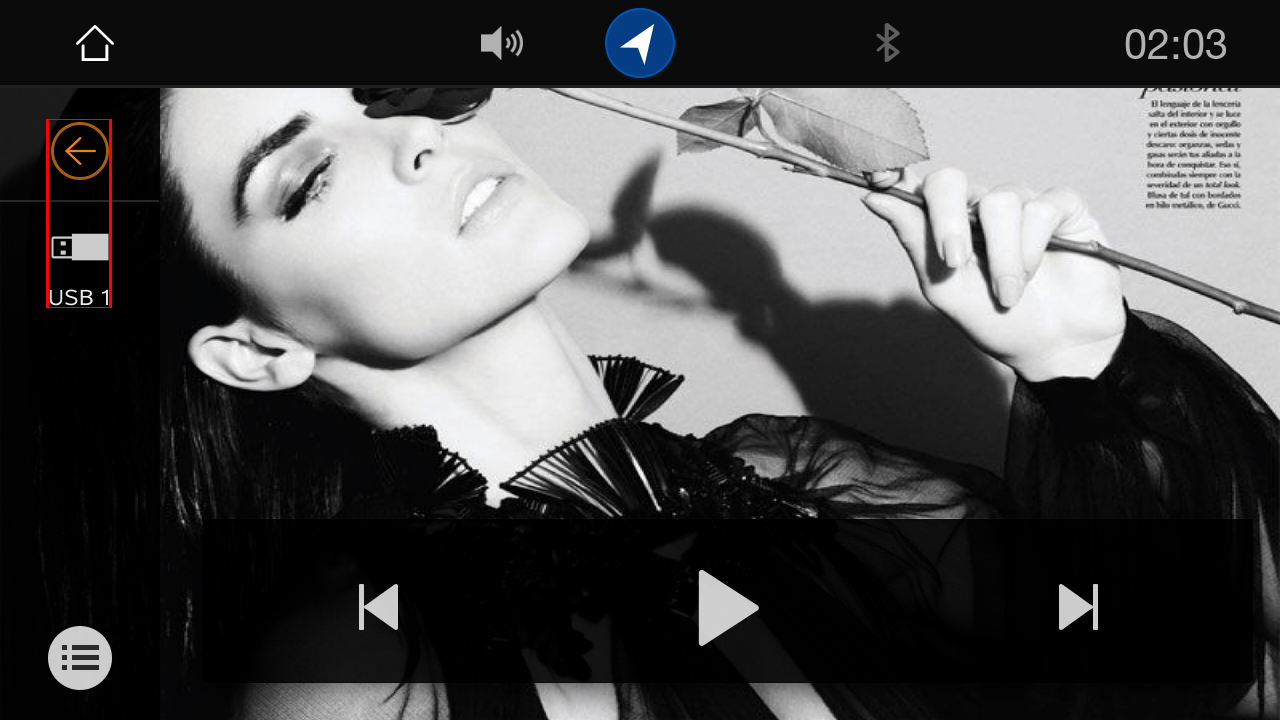 02:03
pasional
El lenguaje de la lencería
salta del interior y se luce
en el exterior con orgullo
y ciertas dosis de inocente
descaro: organzas, sedas y
gasas serán tus aliadas a la
hora de conquistar. Eso sí,
combinadas siempre con la
severidad de un total look.
Blusa de tul con bordados
en hilo metálico, de Gucci.
USB 1